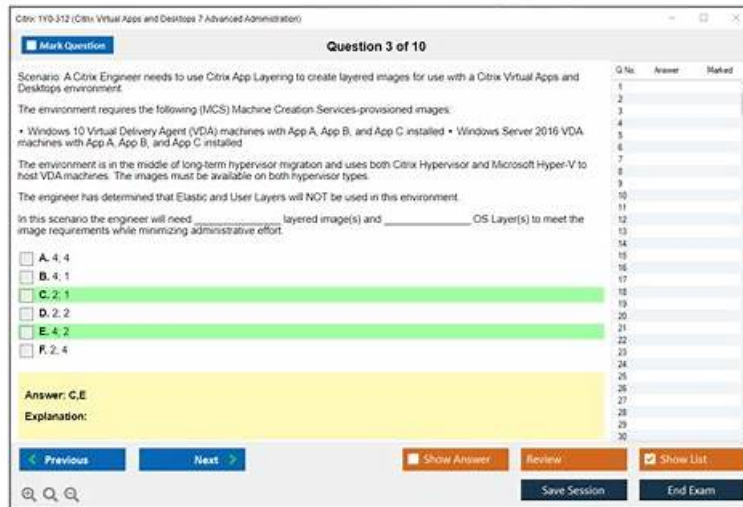 Citrix 1Y0-312 (Citrix Virtual Apps and Desktops 7 Advanced Administration)
Mark Question
Question 3 of 10
Scenario: A Citrix Engineer needs to use Citrix App Layering to create layered images for use with a Citrix Virtual Apps and
Desktops environment.
The environment requires the following (MCS) Machine Creation Services-provisioned images:
• Windows 10 Virtual Delivery Agent (VDA) machines with App A, App B, and App C installed • Windows Server 2016 VDA
machines with App A, App B, and App C installed
The environment is in the middle of long-term hypervisor migration and uses both Citrix Hypervisor and Microsoft Hyper-V to
host VDA machines. The images must be available on both hypervisor types.
The engineer has determined that Elastic and User Layers will NOT be used in this environment.
In this scenario the engineer will need ________________ layered image(s) and ________________ OS Layer(s) to meet the
image requirements while minimizing administrative effort.
A. 4; 4
B. 4; 1
C. 2; 1
D. 2; 2
E. 4; 2
F. 2; 4
Answer: C,E
Explanation:
Q No. Answer Marked
1
2
3
4
5
6
7
8
9
10
11
12
13
14
15
16
17
18
19
20
21
22
23
24
25
26
27
28
29
30
Previous
Next
Show Answer
Review
Show List
Save Session
End Exam